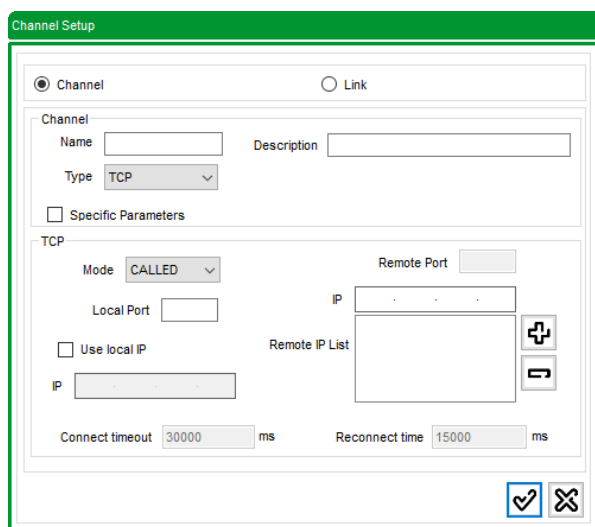 Channel Setup
Channel Link
Channel
Name Description
Type TCP
Specific Parameters
TCP
Mode CALLED Remote Port
Local Port IP . . .
Use local IP Remote IP List
IP . . .
Connect timeout 30000 ms Reconnect time 15000 ms